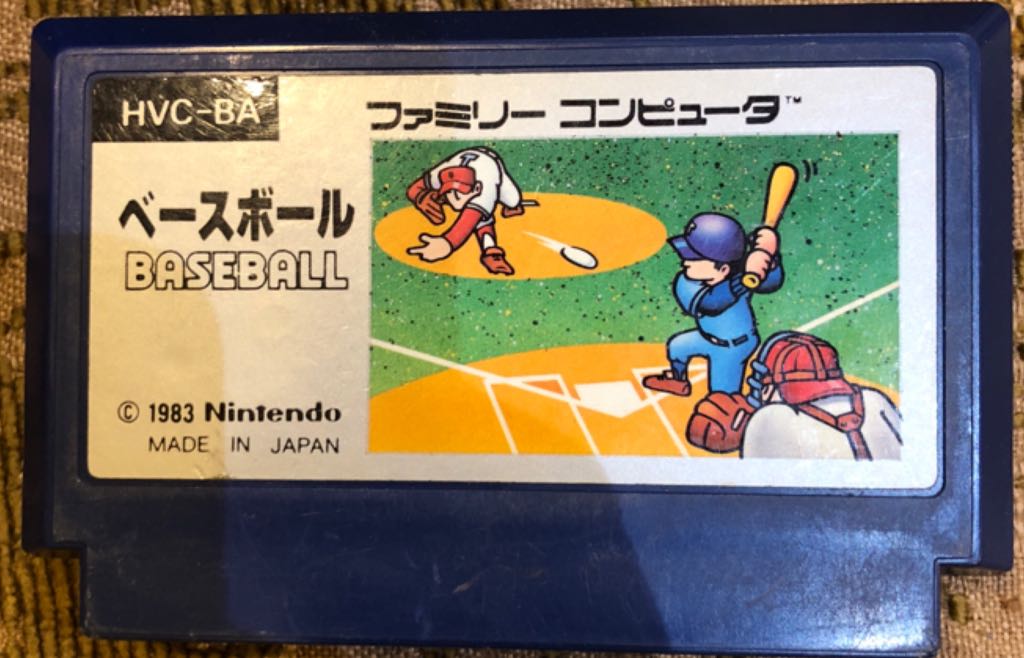 HVC-BA
ファミリー コンピュータ™
ベースボール
BASEBALL
© 1983 Nintendo
MADE IN JAPAN
T